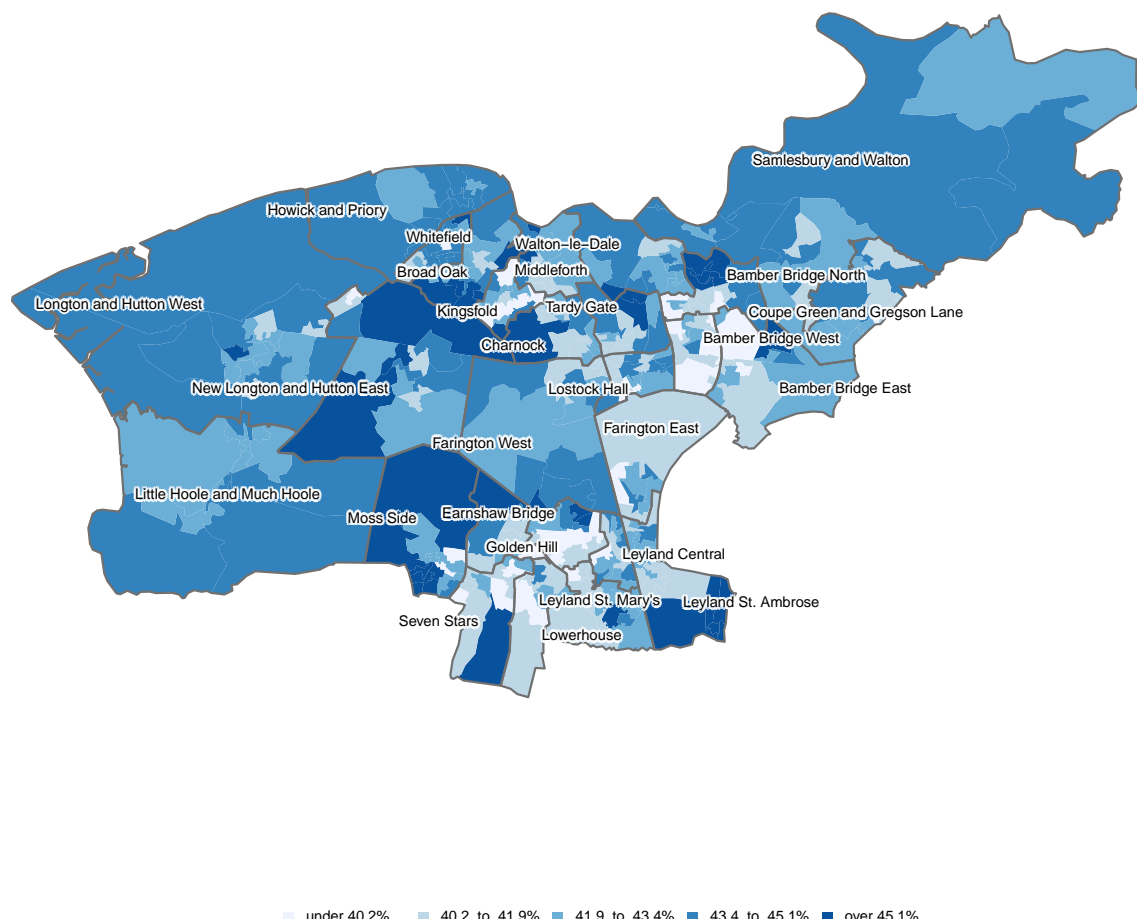 Samlesbury and Walton
Howick and Priory
Whitefield
Walton−le−Dale
Broad Oak
Middleforth
Bamber Bridge North
Longton and Hutton West
Kingsfold
Tardy Gate
Coupe Green and Gregson Lane
Charnock
Bamber Bridge West
New Longton and Hutton East
Lostock Hall
Bamber Bridge East
Farington East
Farington West
Little Hoole and Much Hoole
Moss Side
Earnshaw Bridge
Golden Hill
Leyland Central
Leyland St. Mary's
Leyland St. Ambrose
Seven Stars
Lowerhouse
under 40.2% 40.2 to 41.9% 41.9 to 43.4% 43.4 to 45.1% over 45.1%